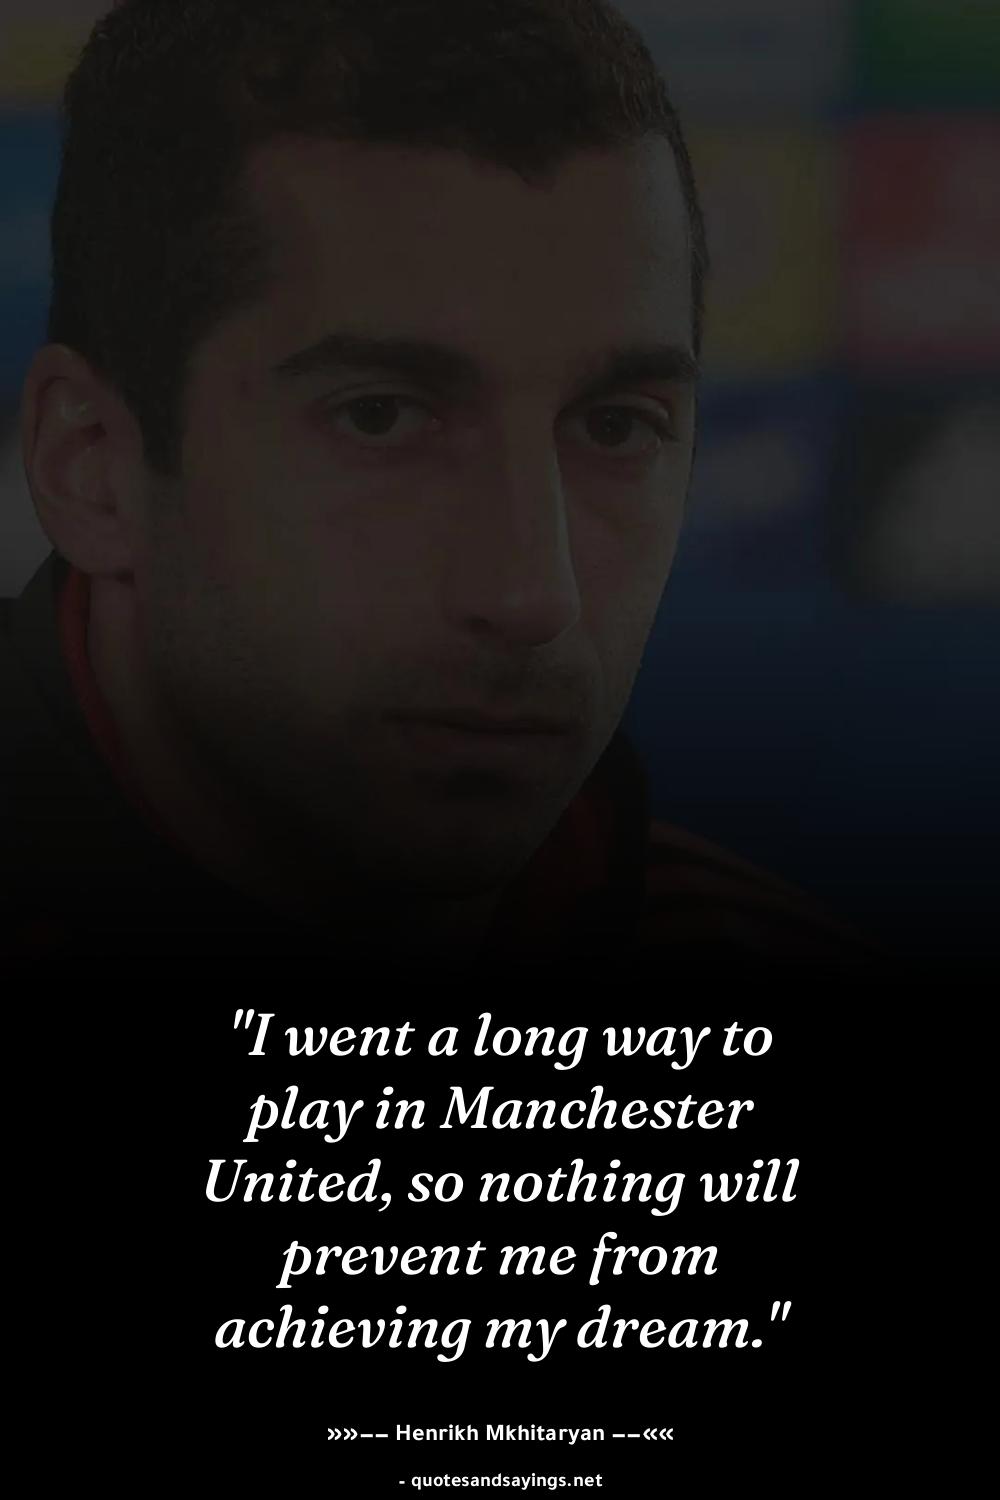 "I went a long way to
play in Manchester
United, so nothing will
prevent me from
achieving my dream."
»»−− Henrikh Mkhitaryan −−««
- quotesandsayings.net